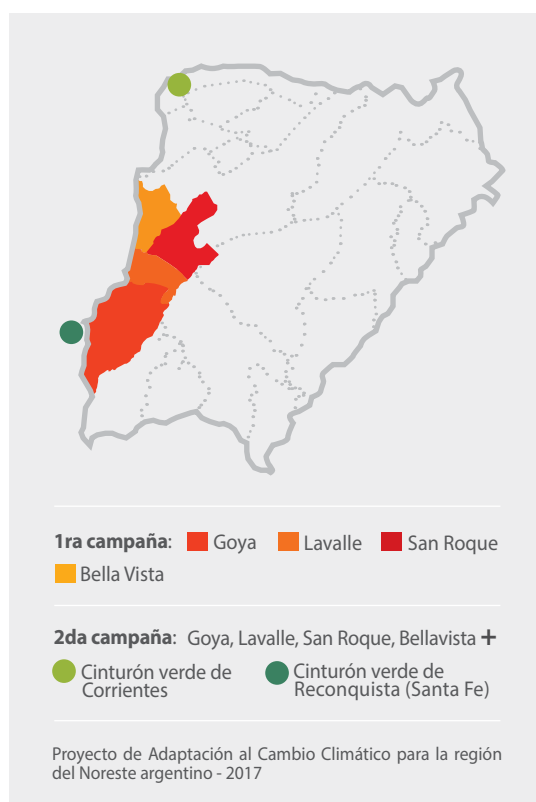 1ra campaña: Goya Lavalle San Roque
Bella Vista
2da campaña: Goya, Lavalle, San Roque, Bellavista +
Cinturón verde de
Corrientes
Cinturón verde de
Reconquista (Santa Fe)
Proyecto de Adaptación al Cambio Climático para la región
del Noreste argentino - 2017